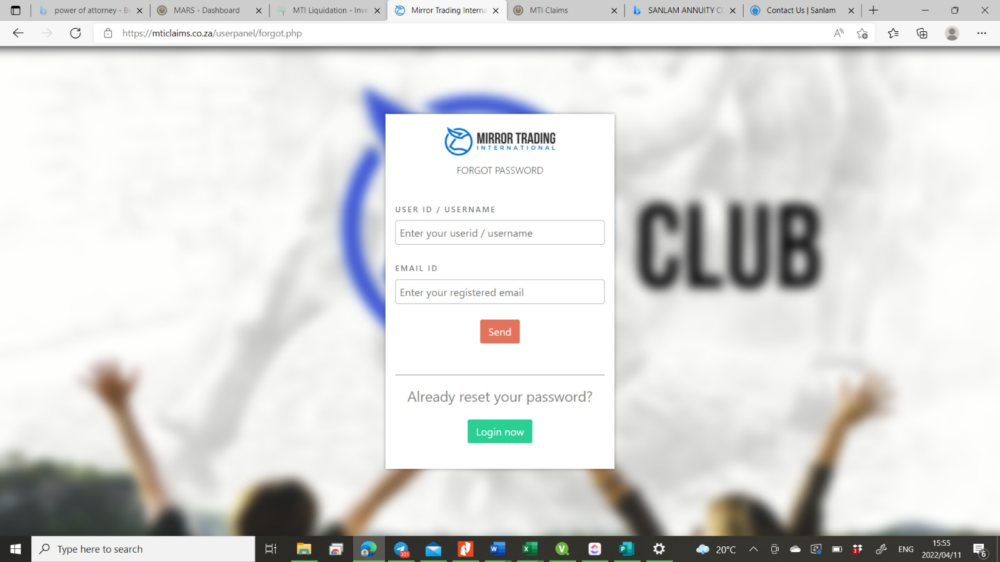 power of attorney - Bi
MARS - Dashboard
MTI Liquidation - Inve
Mirror Trading Interna
MTI Claims
SANLAM ANNUITY CO
Contact Us | Sanlam
https://mticlaims.co.za/userpanel/forgot.php
MIRROR TRADING
INTERNATIONAL
FORGOT PASSWORD
USER ID / USERNAME
Enter your userid / username
EMAIL ID
Enter your registered email
Send
Already reset your password?
Login now
CLUB
Type here to search
301
20°C
3
ENG
15:55
2022/04/11
6